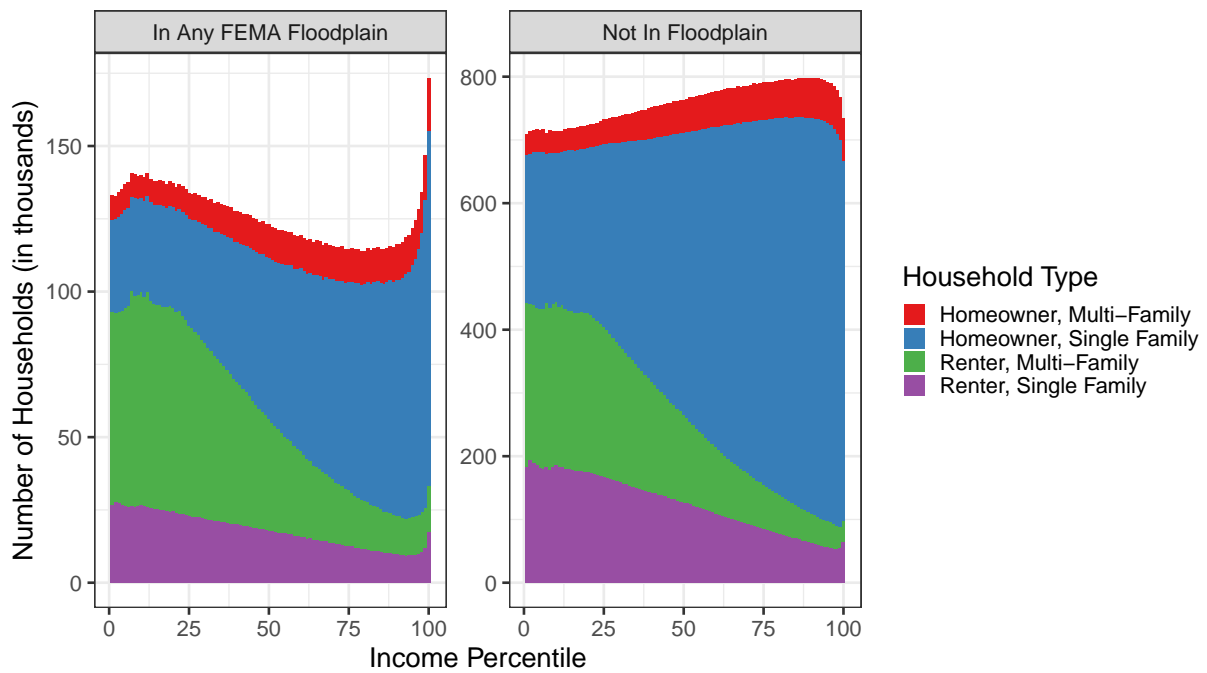 In Any FEMA Floodplain
Not In Floodplain
Number of Households (in thousands)
150
100
50
0
800
600
400
200
0
0 25 50 75 100
0 25 50 75 100
Income Percentile
Household Type
Homeowner, Multi−Family
Homeowner, Single Family
Renter, Multi−Family
Renter, Single Family